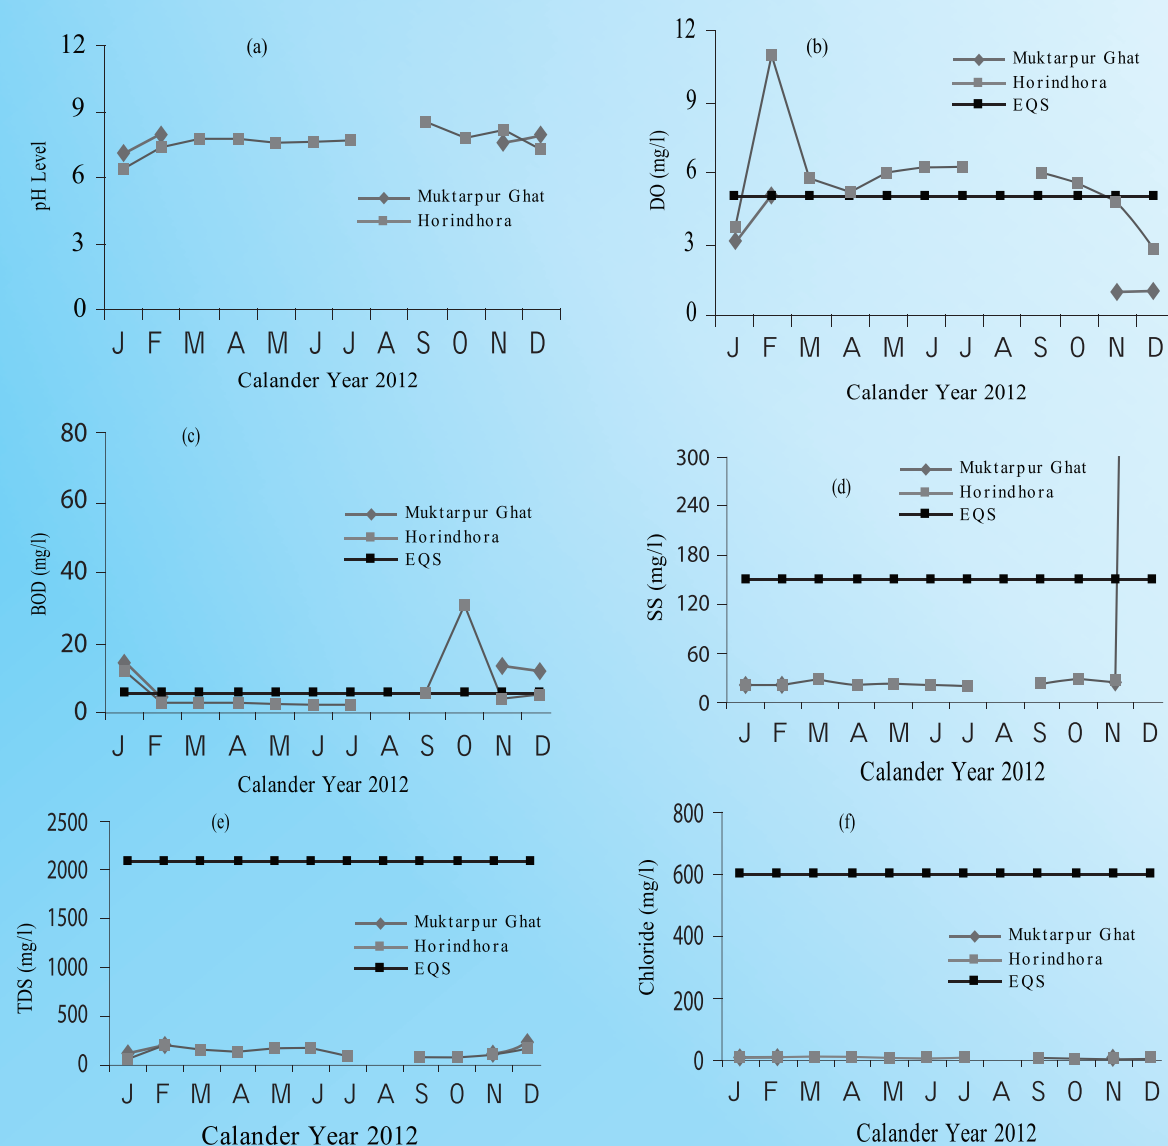 (a)
12
9
6
3
0
pH Level
Muktarpur Ghat
Horindhora
J F M A M J J A S O N D
Calander Year 2012
(b)
12
9
6
3
0
DO (mg/l)
Muktarpur Ghat
Horindhora
EQS
J F M A M J J A S O N D
Calander Year 2012
(c)
80
60
40
20
0
BOD (mg/l)
Muktarpur Ghat
Horindhora
EQS
J F M A M J J A S O N D
Calander Year 2012
(d)
300
240
180
120
60
0
SS (mg/l)
Muktarpur Ghat
Horindhora
EQS
J F M A M J J A S O N D
Calander Year 2012
(e)
2500
2000
1500
1000
500
0
TDS (mg/l)
Muktarpur Ghat
Horindhora
EQS
J F M A M J J A S O N D
Calander Year 2012
(f)
800
600
400
200
0
Chloride (mg/l)
Muktarpur Ghat
Horindhora
EQS
J F M A M J J A S O N D
Calander Year 2012